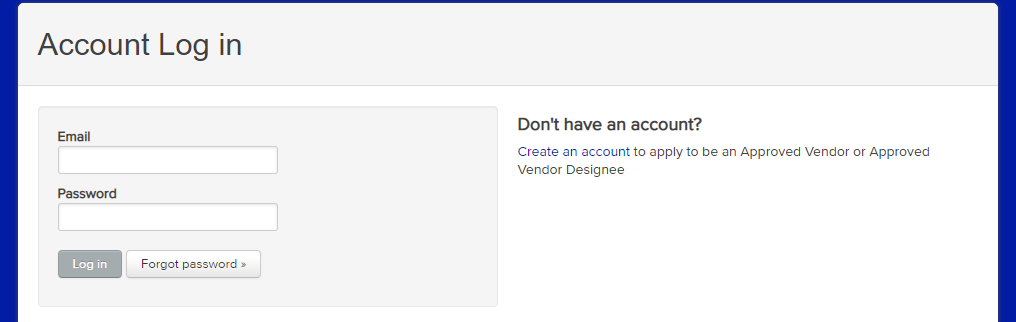 Account Log in
Email
Password
Log in
Forgot password »
Don't have an account?
Create an account to apply to be an Approved Vendor or Approved
Vendor Designee